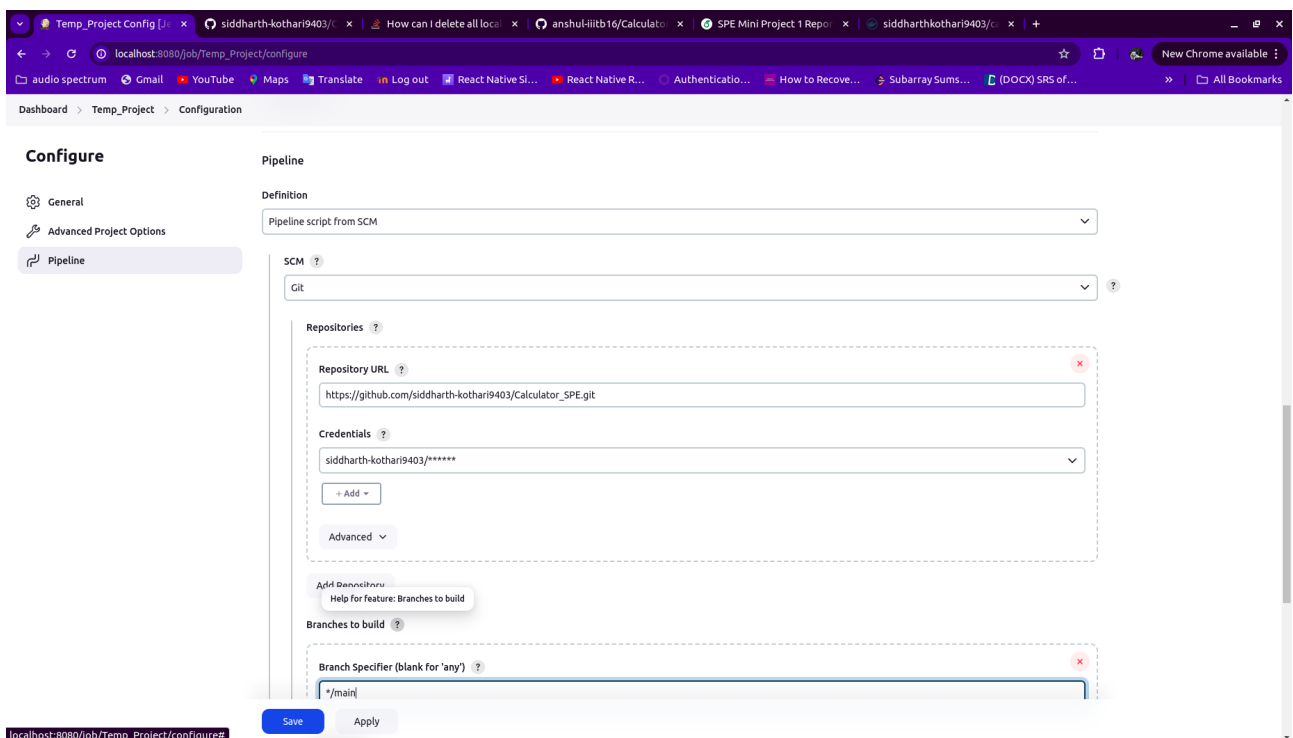 Temp_Project Config [Je
siddharth-kothari9403/C
How can I delete all local
anshul-iiitb16/Calculator
SPE Mini Project 1 Repor
siddharthkothari9403/ca
localhost:8080/job/Temp_Project/configure
New Chrome available
audio spectrum
Gmail
YouTube
Maps
Translate
Log out
React Native Si...
React Native R...
Authenticatio...
How to Recove...
Subarray Sums...
(DOCX) SRS of...
»
All Bookmarks
Dashboard > Temp_Project > Configuration
Configure
General
Advanced Project Options
Pipeline
Pipeline
Definition
Pipeline script from SCM
SCM ?
Git
?
Repositories ?
Repository URL ?
https://github.com/siddharth-kothari9403/Calculator_SPE.git
Credentials ?
siddharth-kothari9403/******
+ Add
Advanced
Add Repository
Help for feature: Branches to build
Branches to build ?
Branch Specifier (blank for 'any') ?
*/main
Save
Apply
localhost:8080/job/Temp_Project/configure#